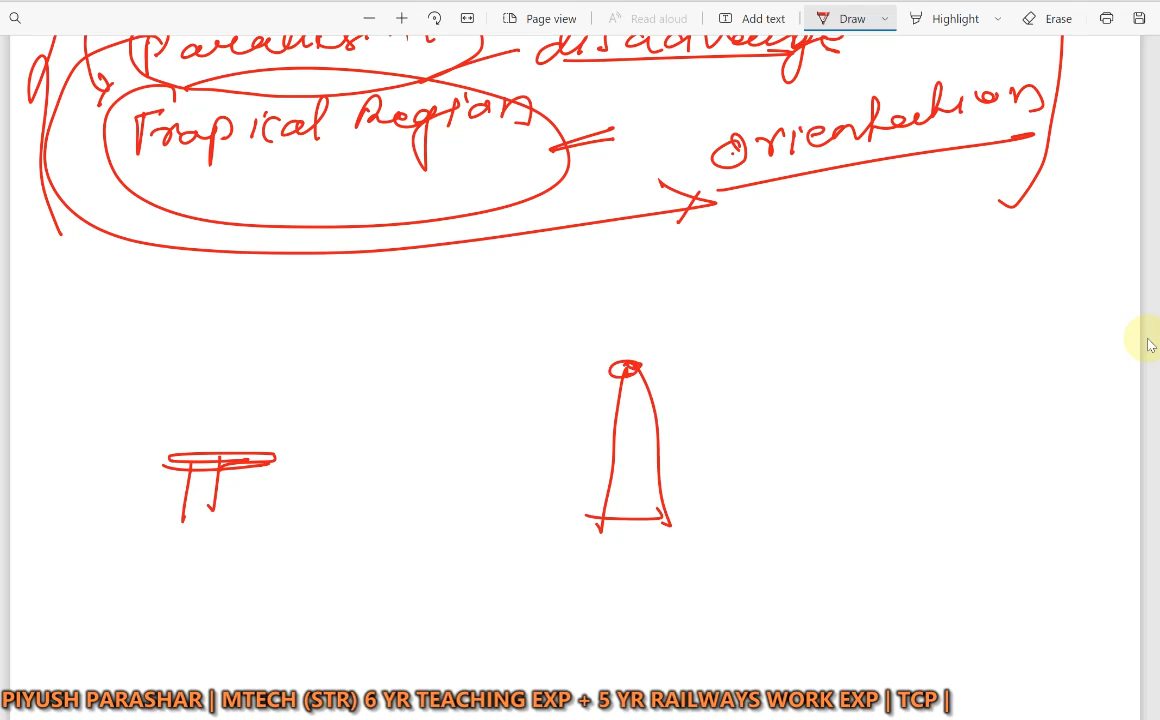 Page view
Read aloud
Add text
Draw
Highlight
Erase
disadvantage
Tropical Region
Orientation
PIYUSH PARASHAR | MTECH (STR) 6 YR TEACHING EXP + 5 YR RAILWAYS WORK EXP | TCP |